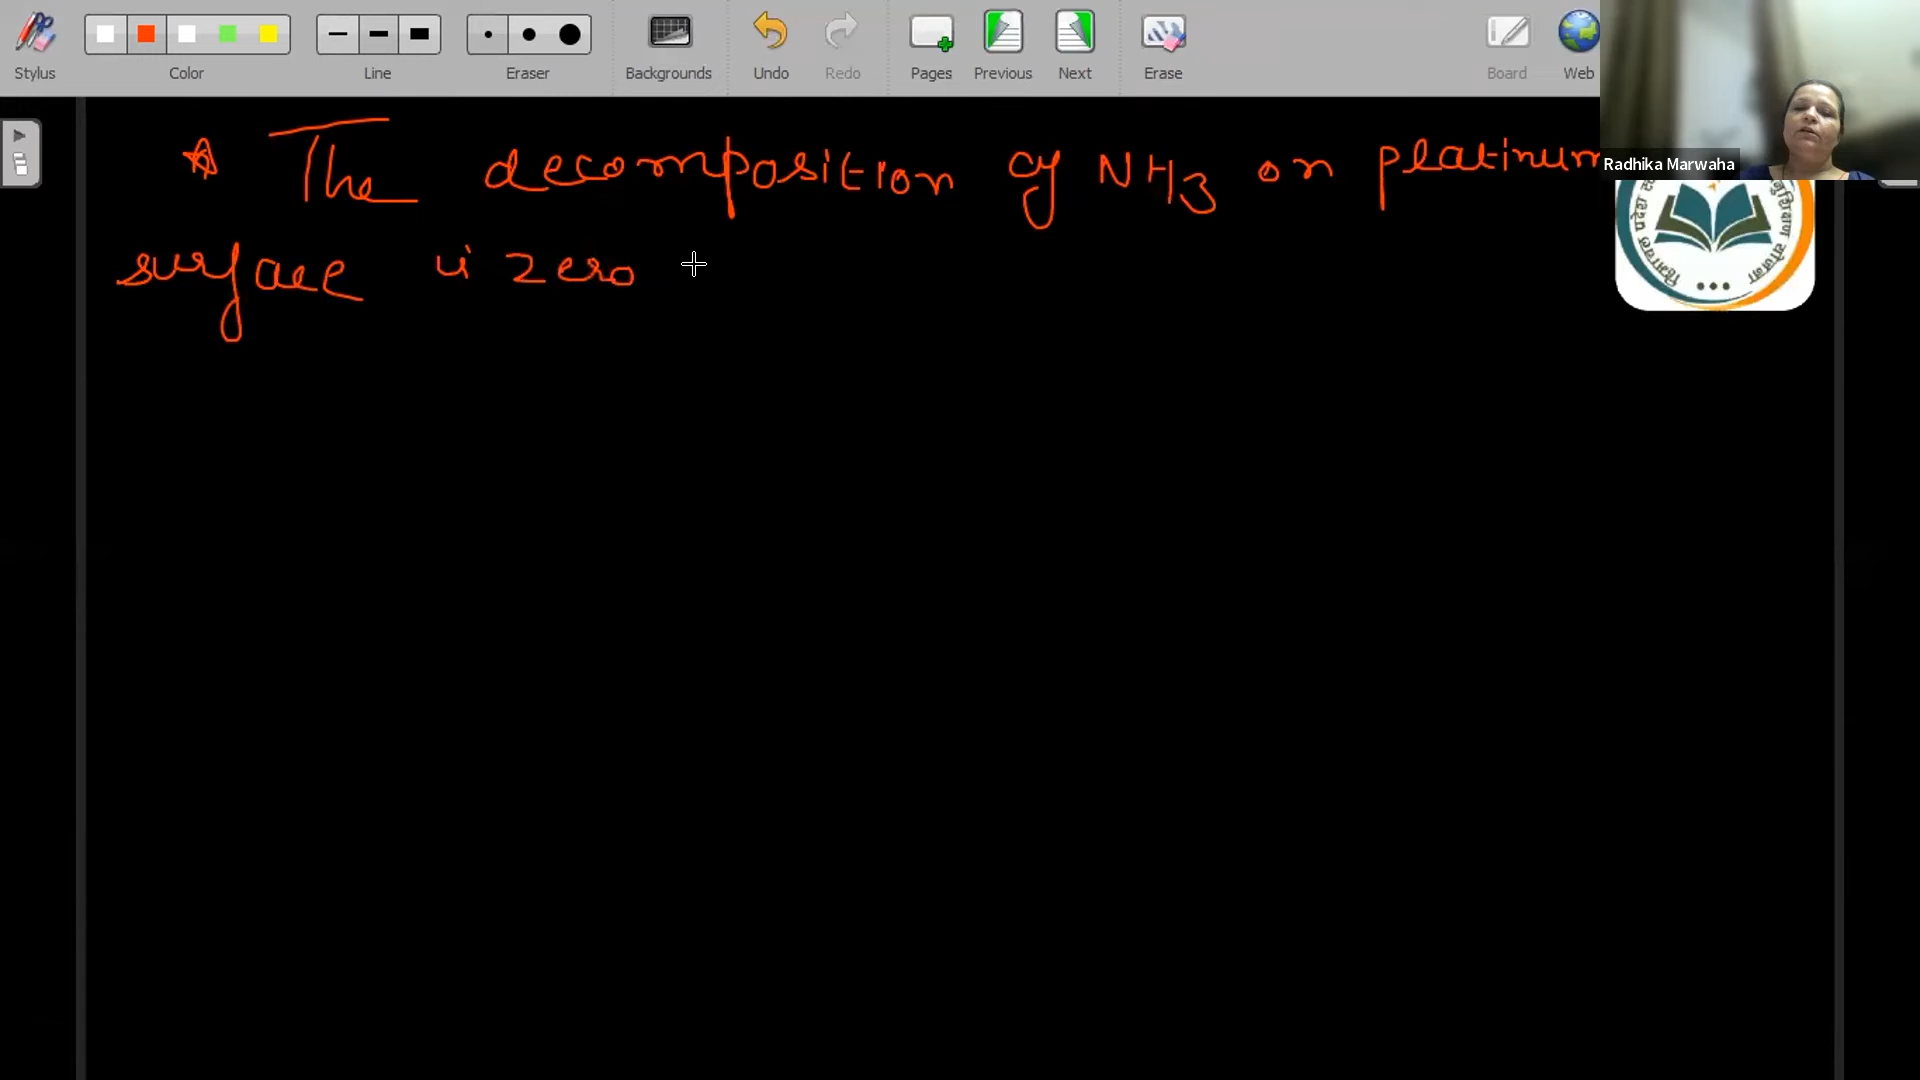 Stylus Color Line Eraser Backgrounds Undo Redo Pages Previous Next Erase Board Web
Radhika Marwaha
The decomposition of NH3 on platinum
surface is zero